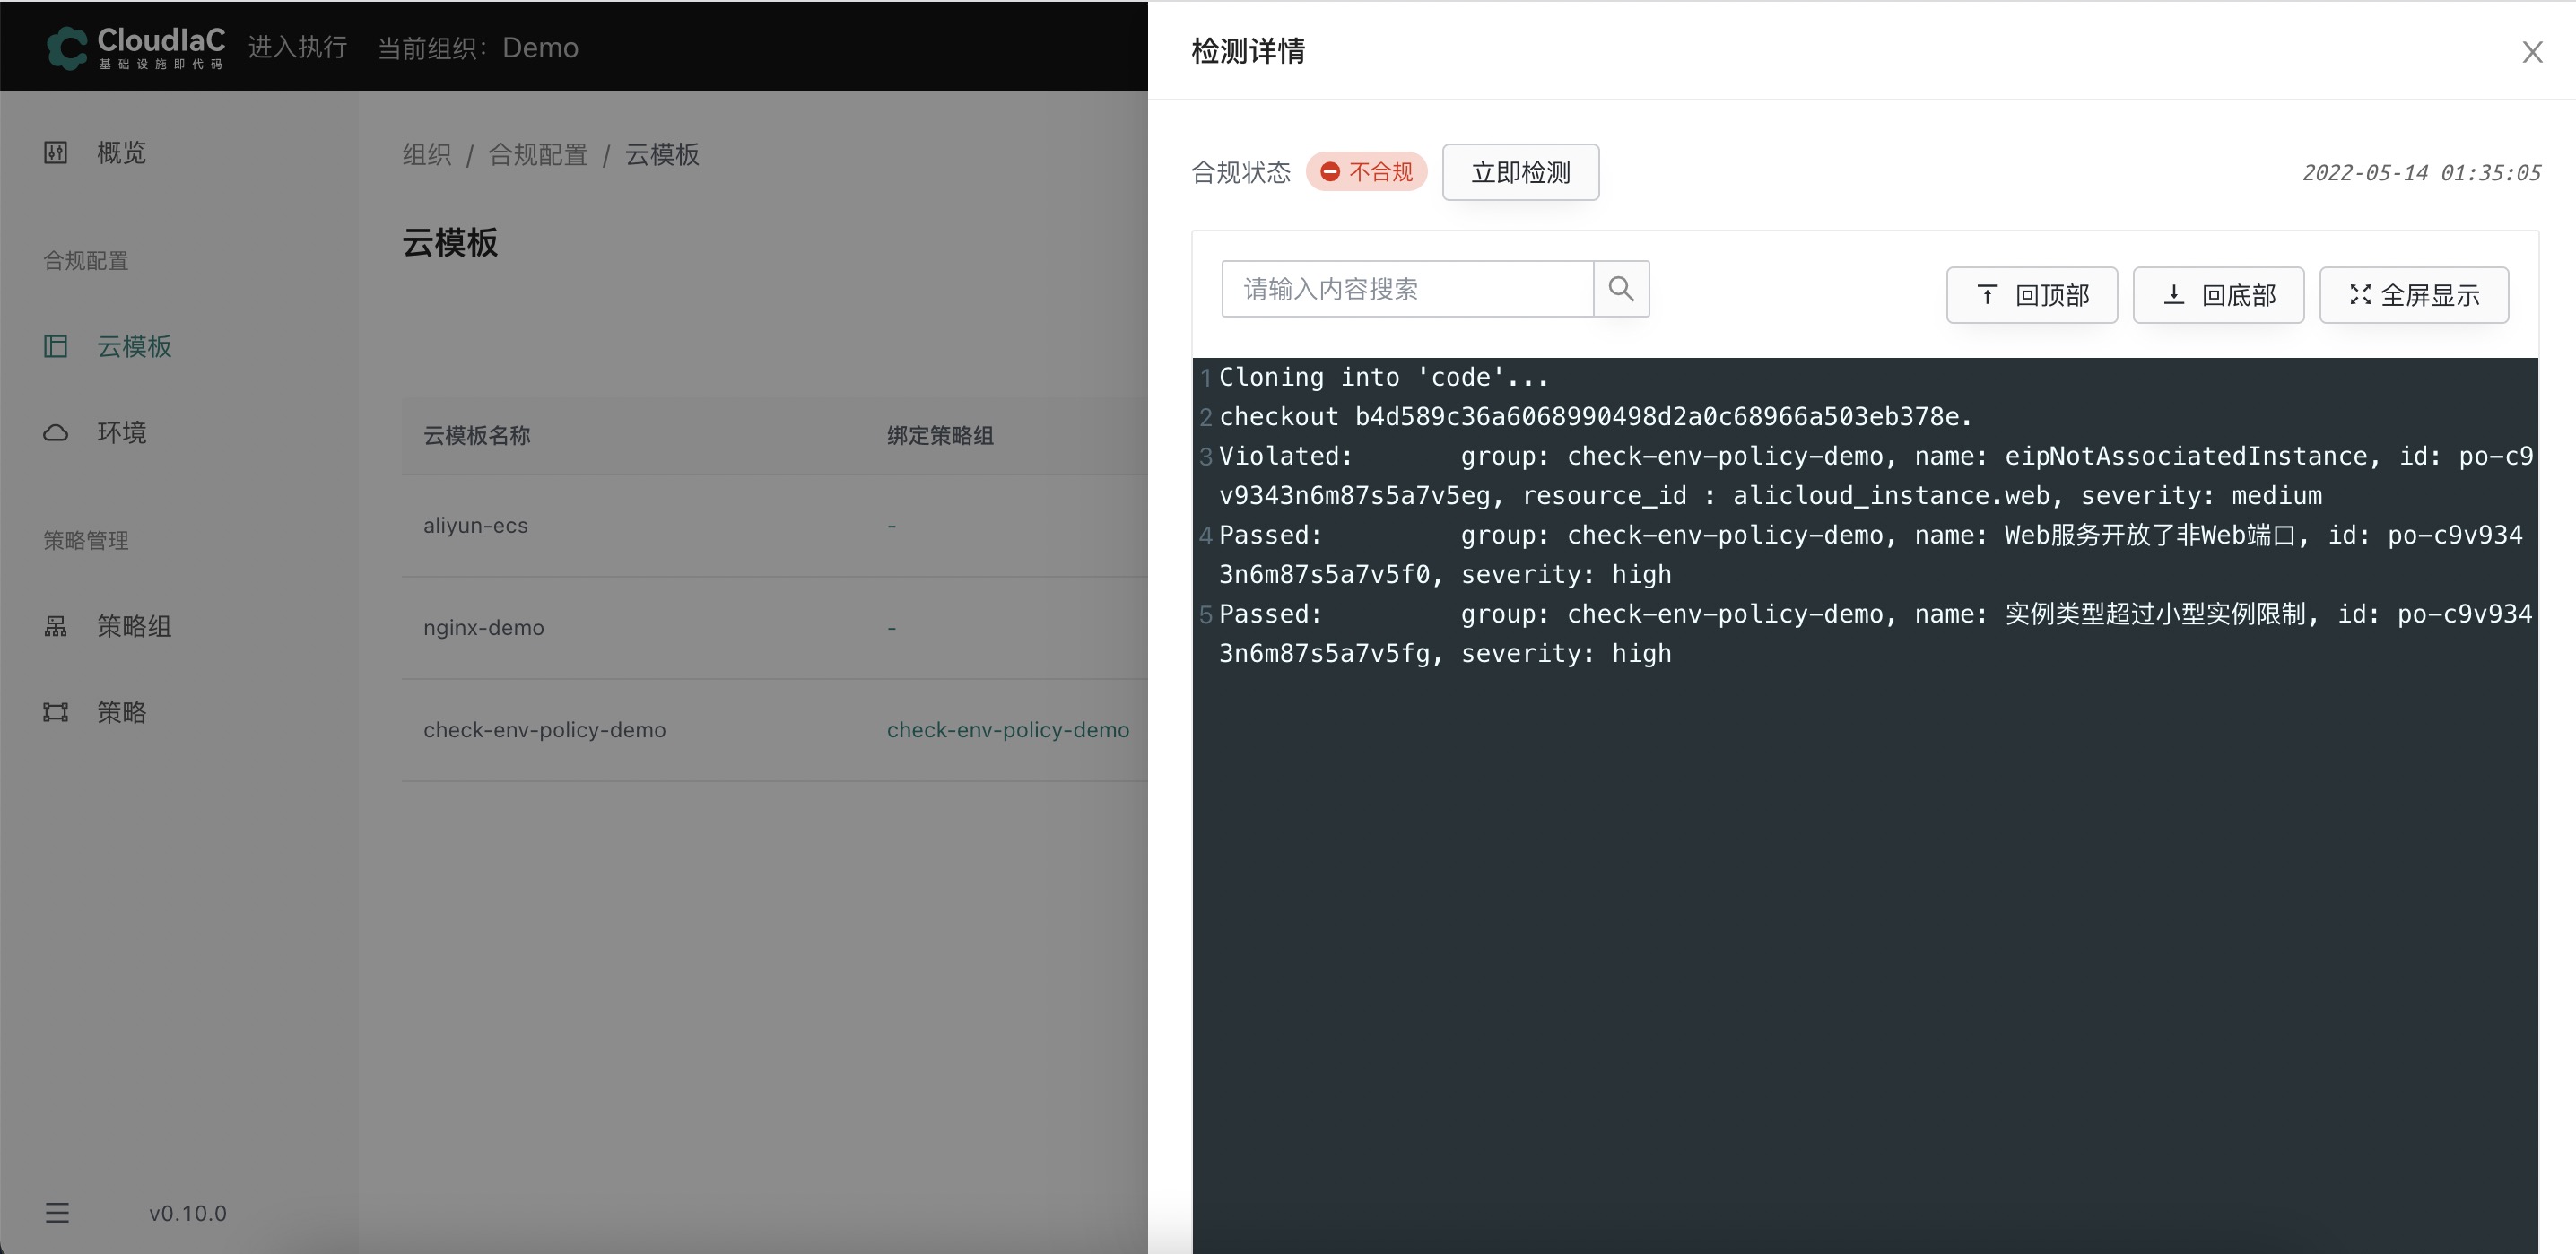 CloudIaC
基础设施即代码
进入执行
当前组织：Demo
概览
合规配置
云模板
环境
策略管理
策略组
策略
v0.10.0
组织 / 合规配置 / 云模板
云模板
云模板名称 绑定策略组
aliyun-ecs -
nginx-demo -
check-env-policy-demo check-env-policy-demo
检测详情
合规状态 不合规 立即检测 2022-05-14 01:35:05
请输入内容搜索 回顶部 回底部 全屏显示
1 Cloning into 'code'...
2 checkout b4d589c36a6068990498d2a0c68966a503eb378e.
3 Violated: group: check-env-policy-demo, name: eipNotAssociatedInstance, id: po-c9
v9343n6m87s5a7v5eg, resource_id : alicloud_instance.web, severity: medium
4 Passed: group: check-env-policy-demo, name: Web服务开放了非Web端口, id: po-c9v934
3n6m87s5a7v5f0, severity: high
5 Passed: group: check-env-policy-demo, name: 实例类型超过小型实例限制, id: po-c9v934
3n6m87s5a7v5fg, severity: high